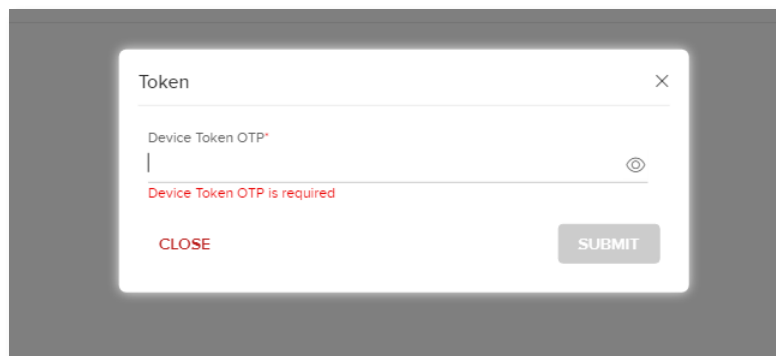 Token
Device Token OTP*
Device Token OTP is required
CLOSE
SUBMIT